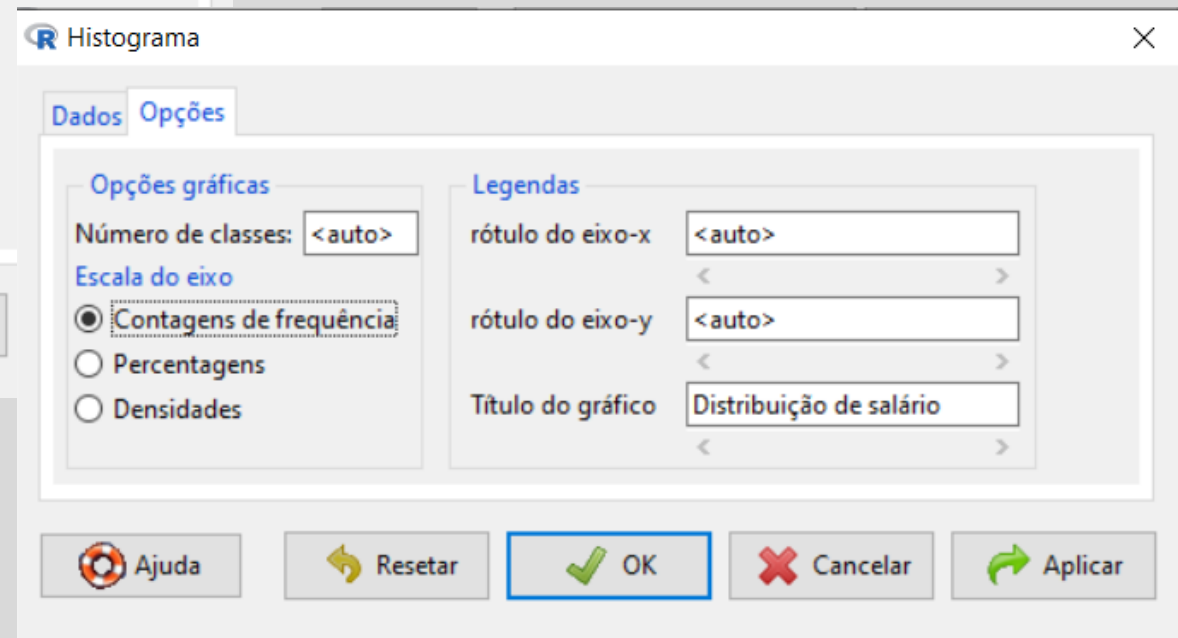 Histograma
Dados Opções
Opções gráficas
Número de classes: <auto>
Escala do eixo
Contagens de frequência
Percentagens
Densidades
Legendas
rótulo do eixo-x <auto>
rótulo do eixo-y <auto>
Título do gráfico Distribuição de salário
Ajuda Resetar OK Cancelar Aplicar